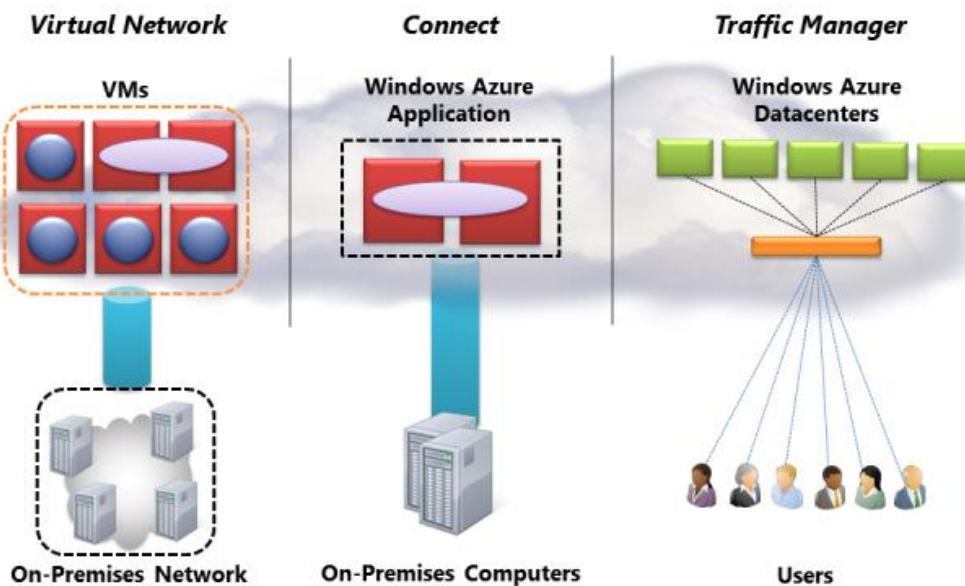 Virtual Network
VMs
On-Premises Network
Connect
Windows Azure
Application
On-Premises Computers
Traffic Manager
Windows Azure
Datacenters
Users